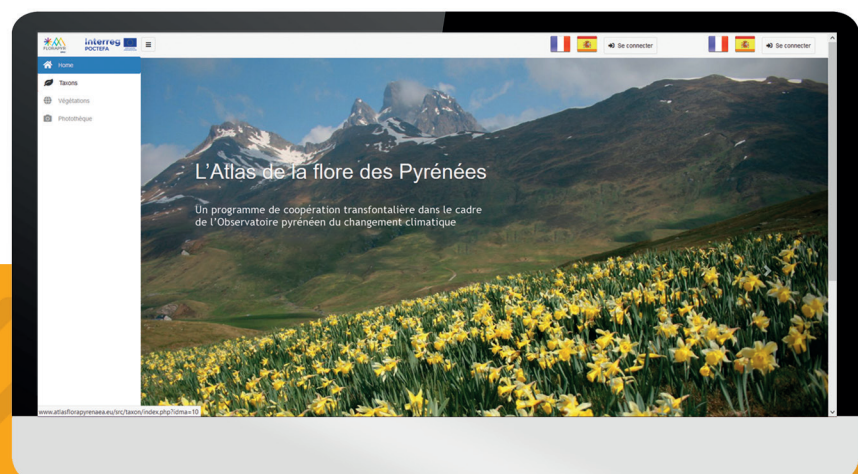 FLORAPYR
Interreg
POCTEFA
Se connecter
Se connecter
Home
Taxons
Végétations
Photothèque
L'Atlas de la flore des Pyrénées
Un programme de coopération transfontalière dans le cadre
de l'Observatoire pyrénéen du changement climatique
www.atlasflorapyrenaea.eu/src/taxon/index.php?idma=10